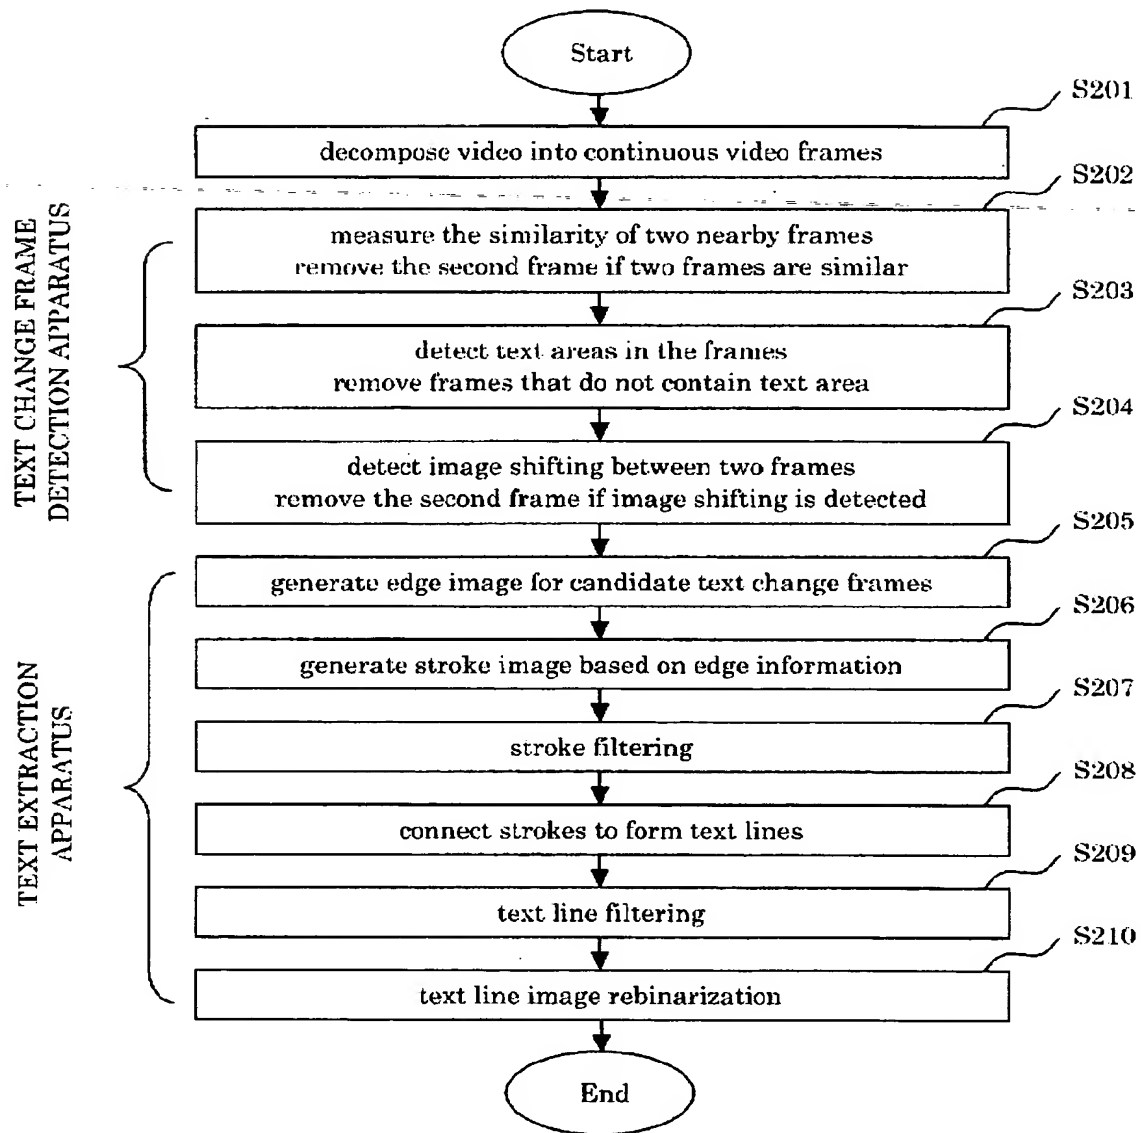 Start
S201
decompose video into continuous video frames
S202
TEXT CHANGE FRAME
DETECTION APPARATUS
measure the similarity of two nearby frames
remove the second frame if two frames are similar
S203
detect text areas in the frames
remove frames that do not contain text area
S204
detect image shifting between two frames
remove the second frame if image shifting is detected
S205
TEXT EXTRACTION
APPARATUS
generate edge image for candidate text change frames
S206
generate stroke image based on edge information
S207
stroke filtering
S208
connect strokes to form text lines
S209
text line filtering
S210
text line image rebinarization
End